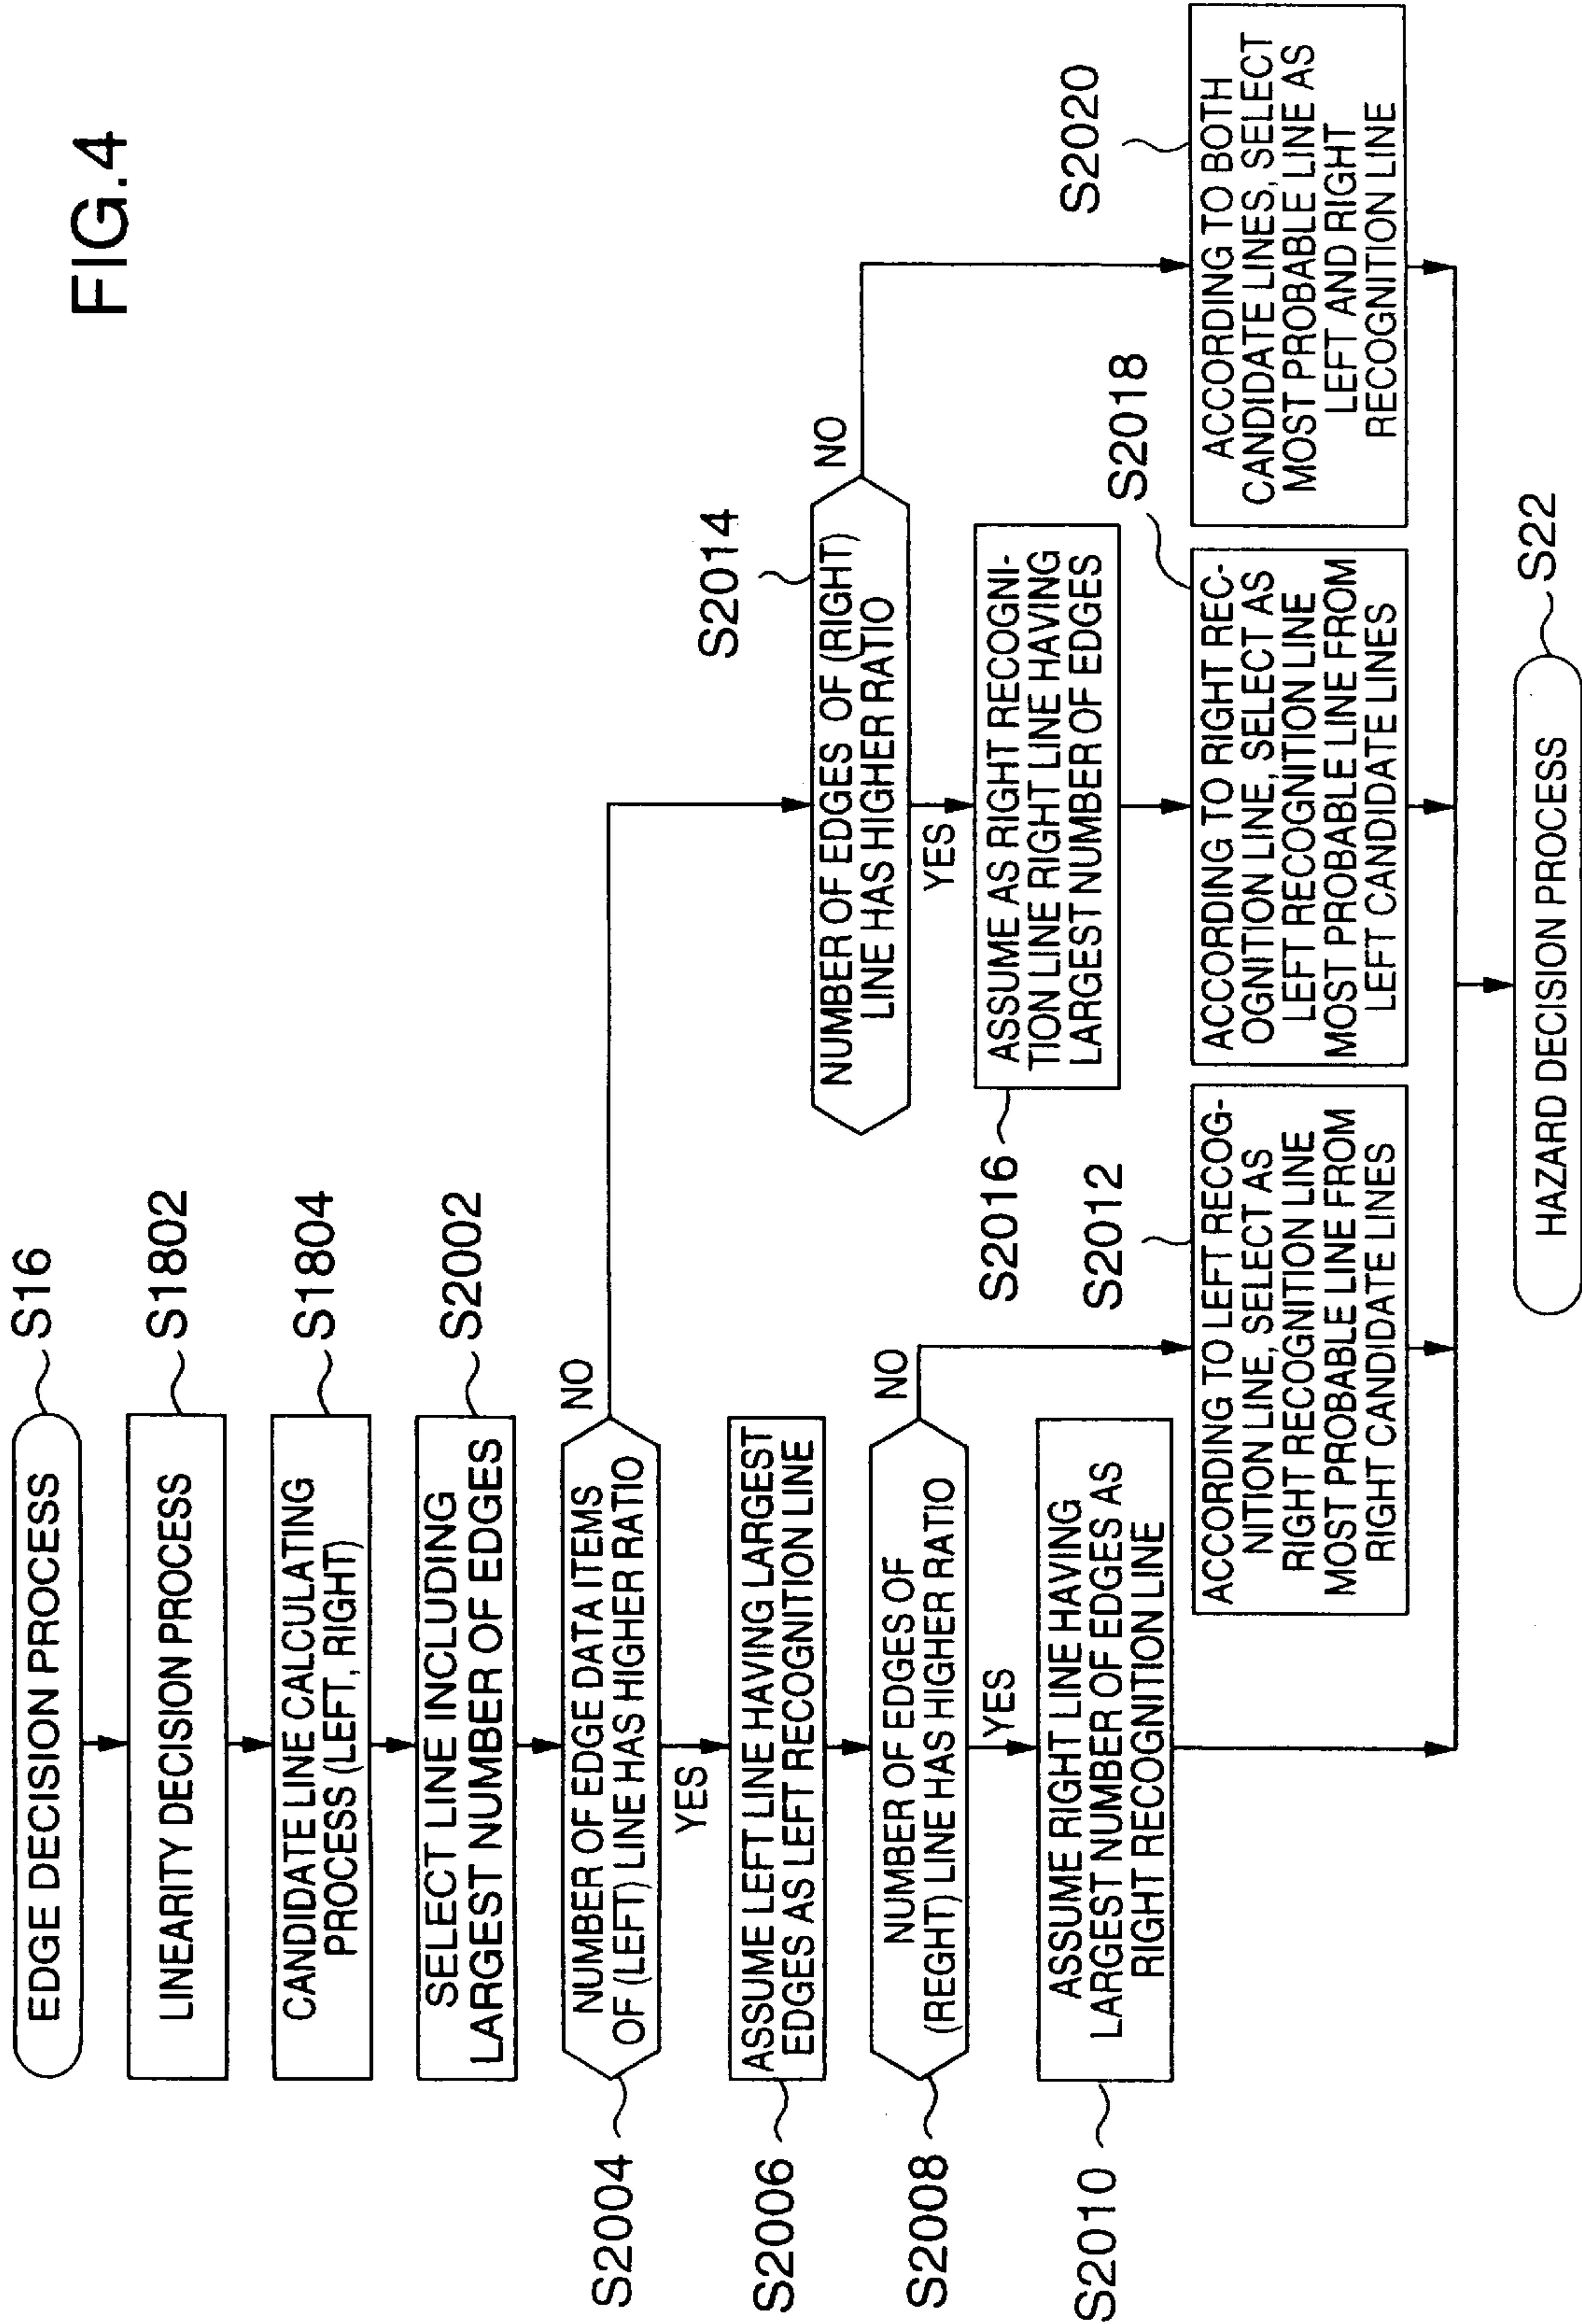 FIG.4
EDGE DECISION PROCESS
S16
LINEARITY DECISION PROCESS
S1802
CANDIDATE LINE CALCULATING
PROCESS (LEFT, RIGHT)
S1804
SELECT LINE INCLUDING
LARGEST NUMBER OF EDGES
S2002
S2004
NUMBER OF EDGE DATA ITEMS
OF (LEFT) LINE HAS HIGHER RATIO
NO
YES
S2006
ASSUME LEFT LINE HAVING LARGEST
EDGES AS LEFT RECOGNITION LINE
S2008
NUMBER OF EDGES OF
(REGHT) LINE HAS HIGHER RATIO
NO
YES
S2010
ASSUME RIGHT LINE HAVING
LARGEST NUMBER OF EDGES AS
RIGHT RECOGNITION LINE
S2012
ACCORDING TO LEFT RECOG-
NITION LINE, SELECT AS
RIGHT RECOGNITION LINE
MOST PROBABLE LINE FROM
RIGHT CANDIDATE LINES
S2014
NUMBER OF EDGES OF (RIGHT)
LINE HAS HIGHER RATIO
NO
YES
S2016
ASSUME AS RIGHT RECOGNI-
TION LINE RIGHT LINE HAVING
LARGEST NUMBER OF EDGES
S2018
ACCORDING TO RIGHT REC-
OGNITION LINE, SELECT AS
LEFT RECOGNITION LINE
MOST PROBABLE LINE FROM
LEFT CANDIDATE LINES
S2020
ACCORDING TO BOTH
CANDIDATE LINES, SELECT
MOST PROBABLE LINE AS
LEFT AND RIGHT
RECOGNITION LINE
HAZARD DECISION PROCESS
S22